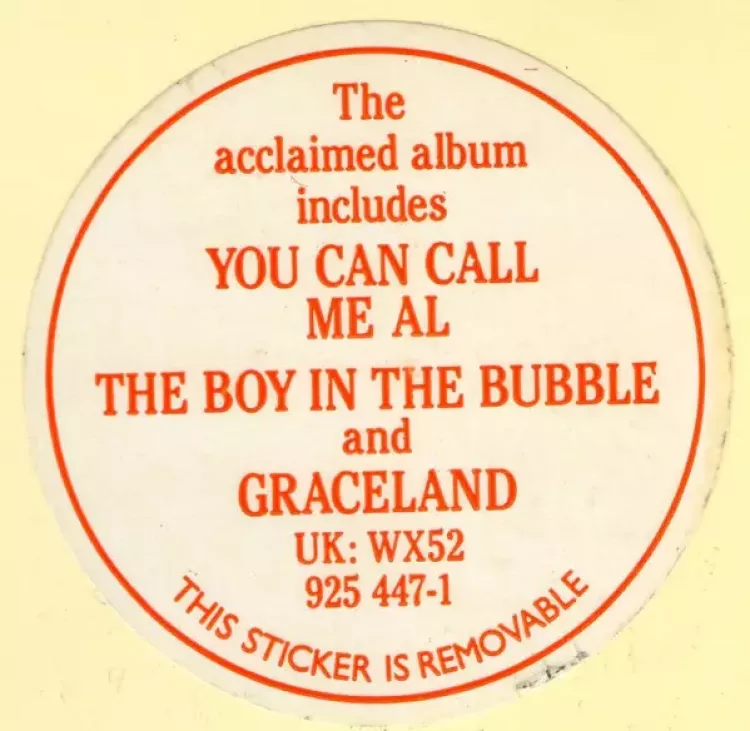 The
acclaimed album
includes
YOU CAN CALL
ME AL
THE BOY IN THE BUBBLE
and
GRACELAND
UK: WX52
925 447-1
THIS STICKER IS REMOVABLE